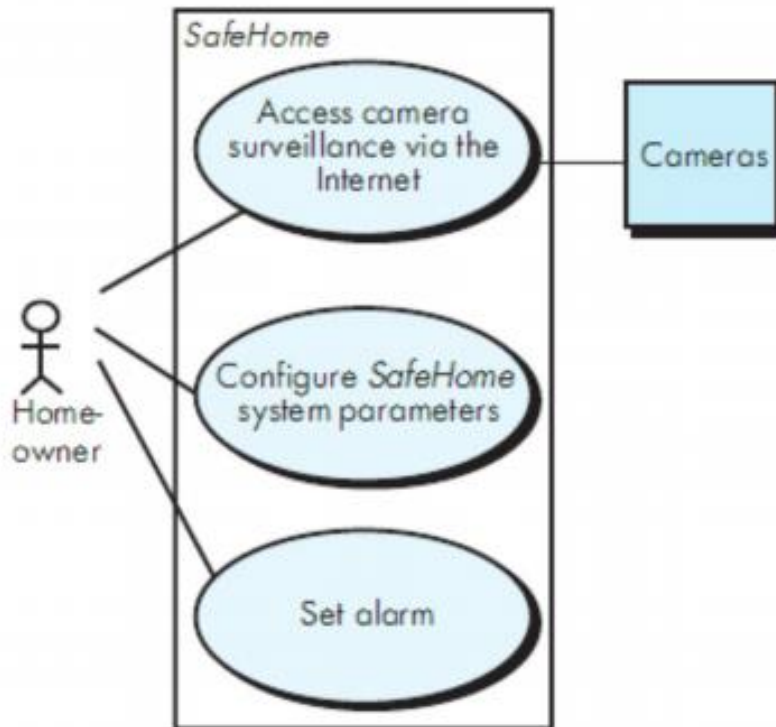 SafeHome
Access camera
surveillance via the
Internet
Cameras
Configure SafeHome
system parameters
Home-
owner
Set alarm